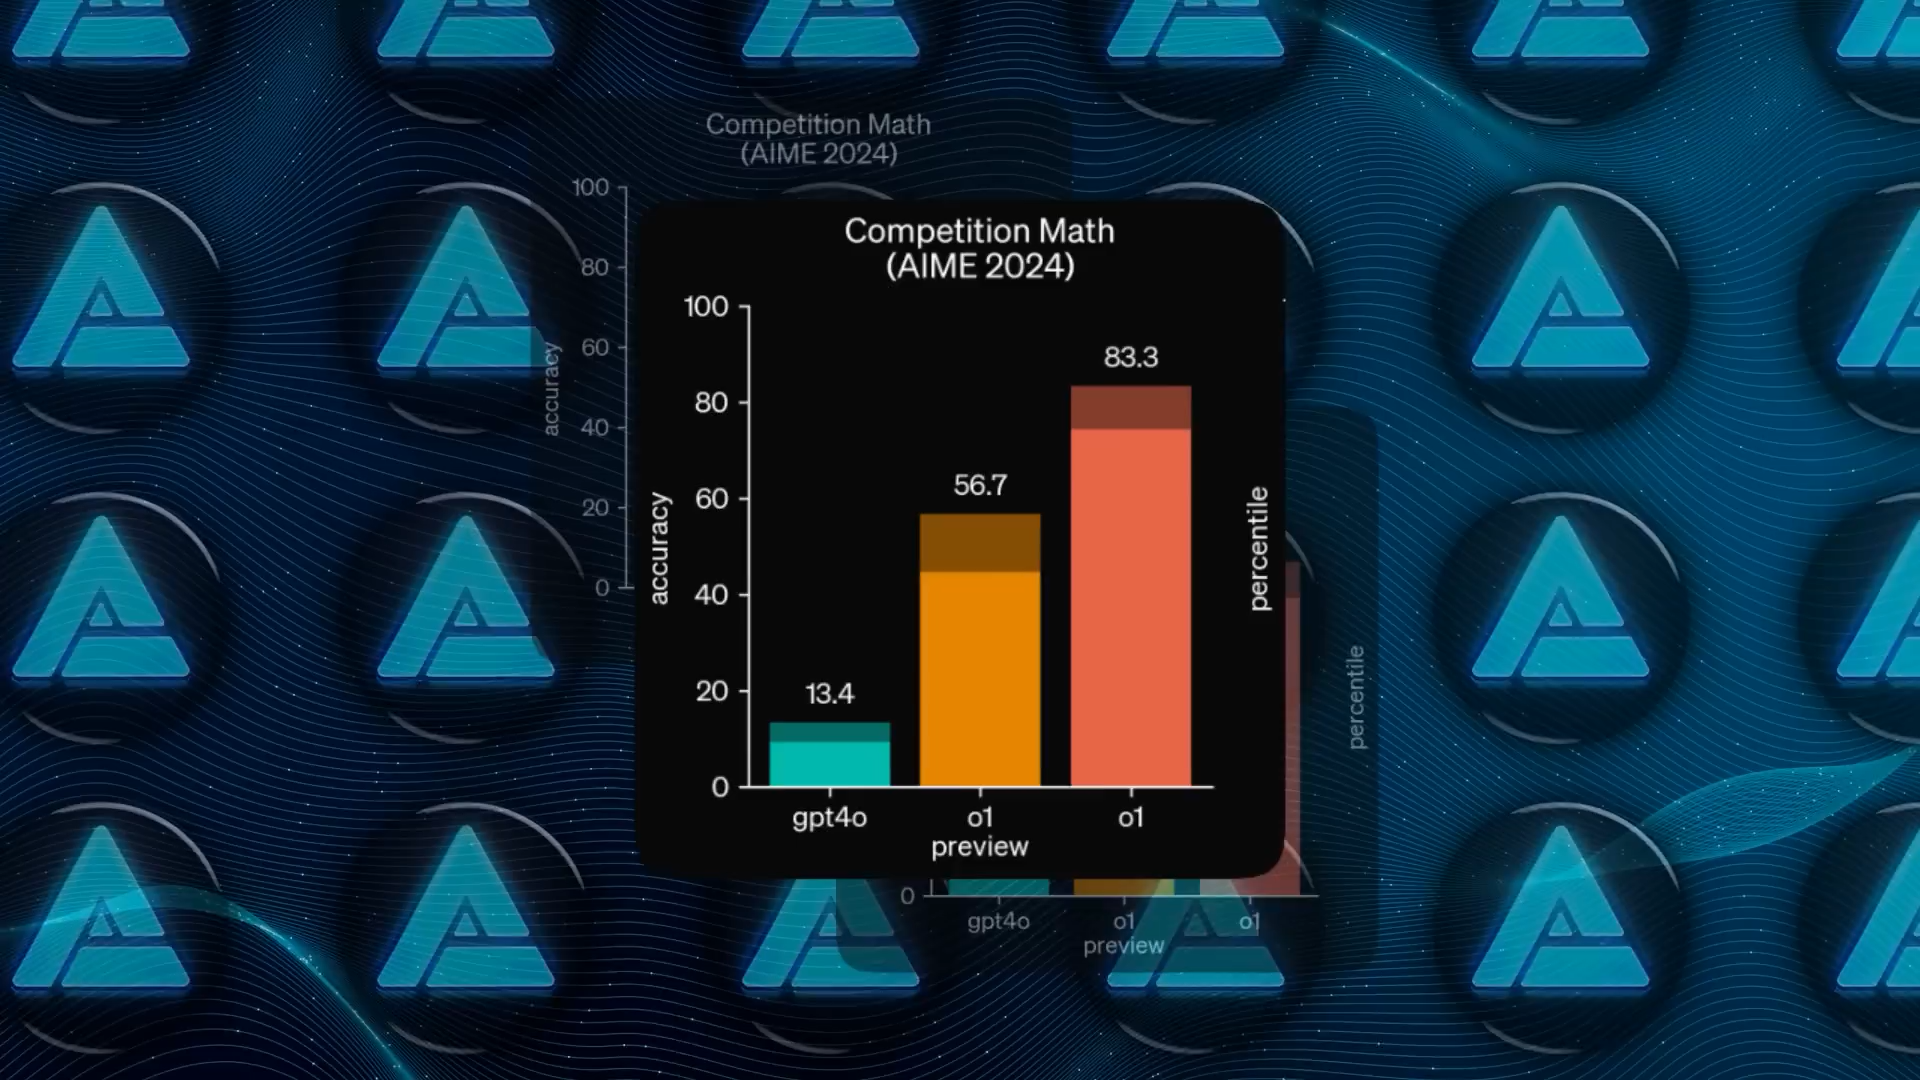 Competition Math
(AIME 2024)
100
80
60
40
20
0
accuracy
Competition Math
(AIME 2024)
100
80
60
40
20
0
accuracy
13.4
56.7
83.3
gpt4o
o1
preview
o1
percentile
percentile
0
gpt4o
o1
preview
o1